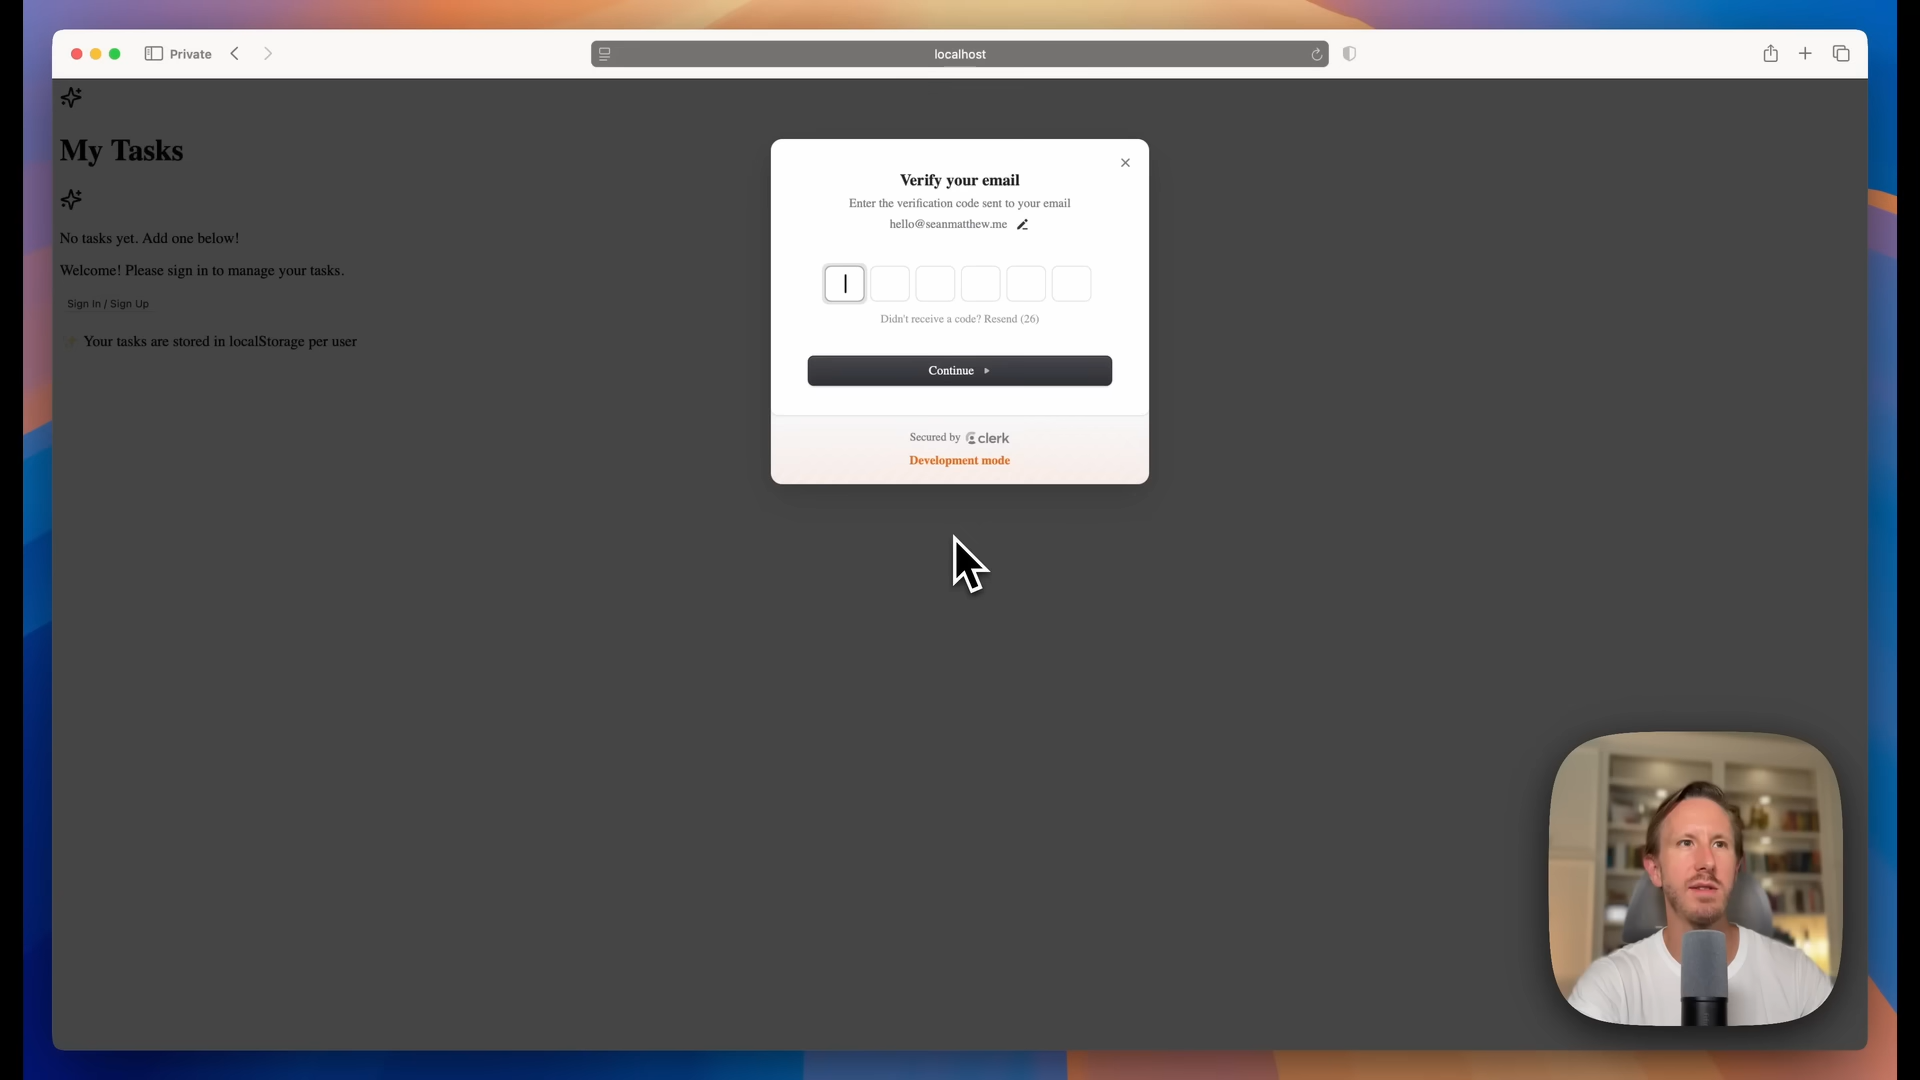 Private
localhost
My Tasks
No tasks yet. Add one below!
Welcome! Please sign in to manage your tasks.
Sign In / Sign Up
Your tasks are stored in localStorage per user
Verify your email
Enter the verification code sent to your email
hello@seanmatthew.me
Didn't receive a code? Resend (26)
Continue
Secured by clerk
Development mode